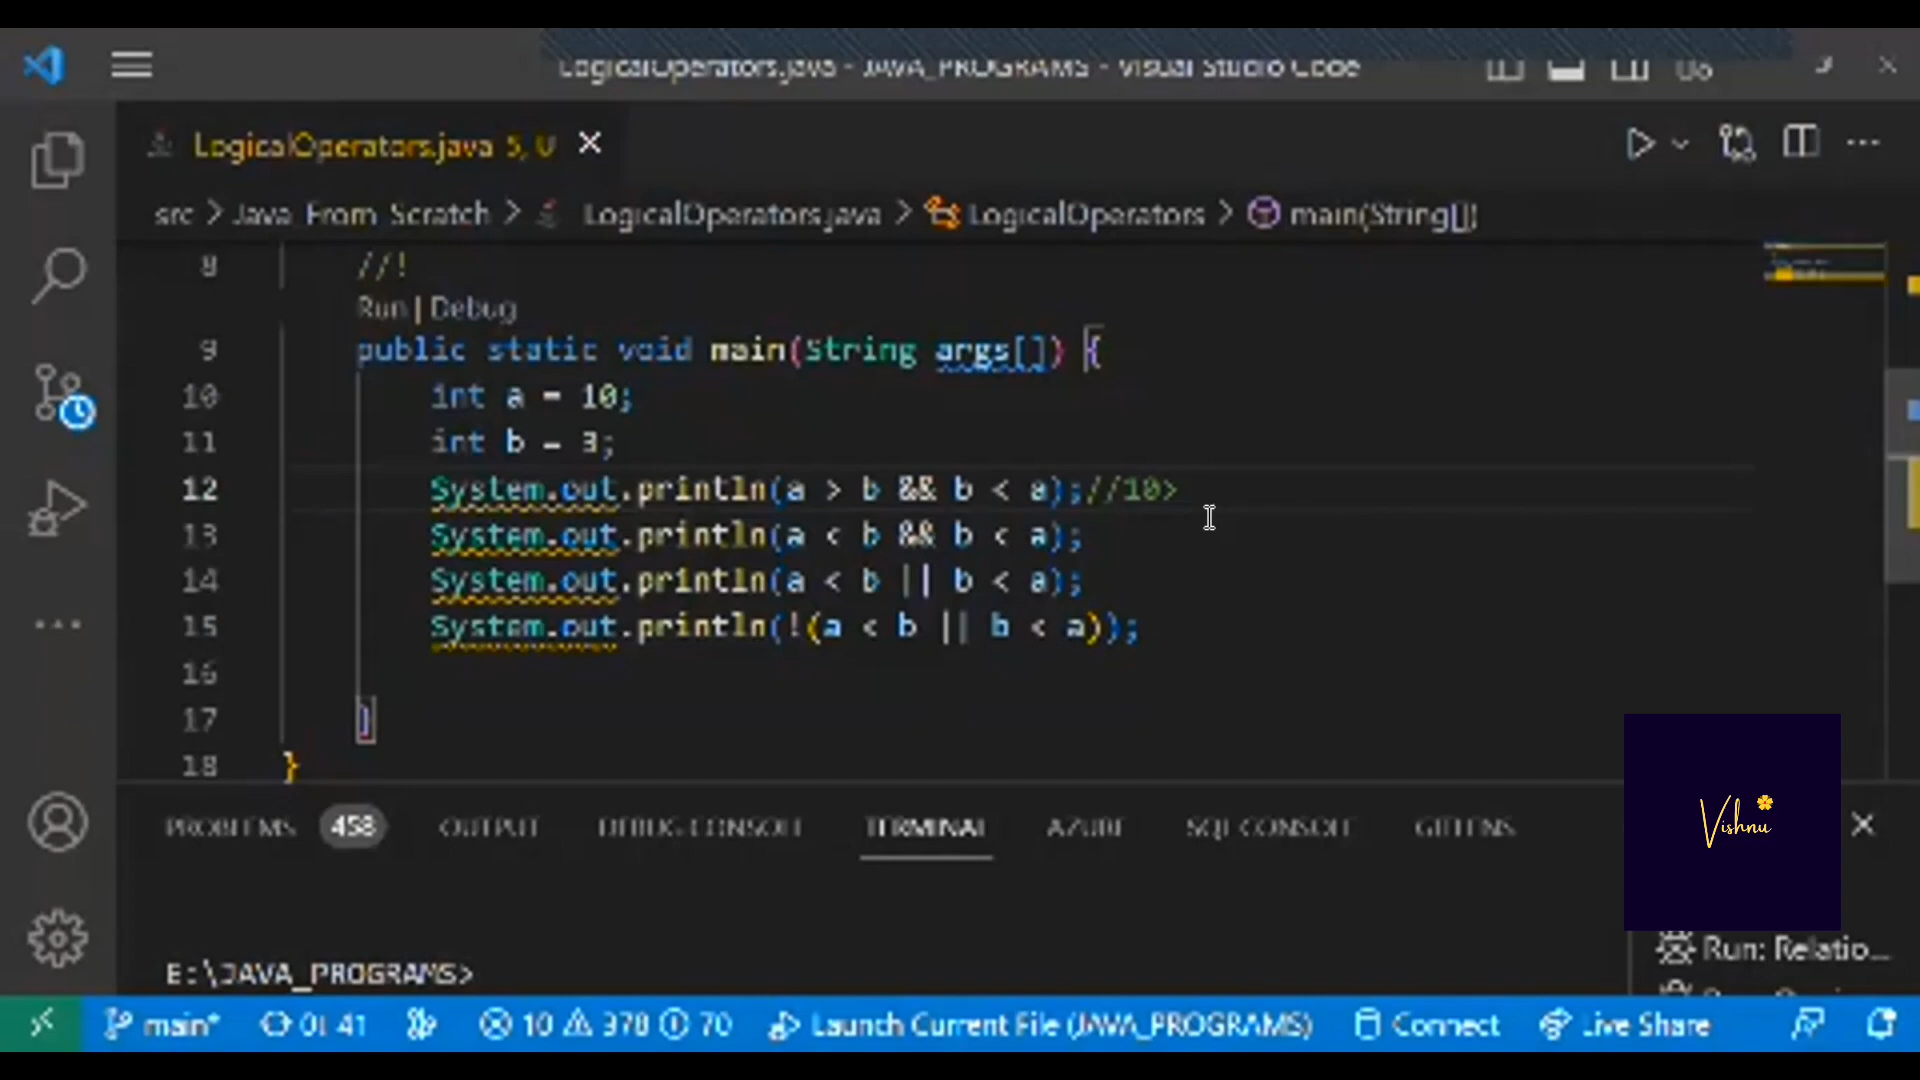 LogicalOperators.java - JAVA_PROGRAMS - Visual Studio Code
LogicalOperators.java 5, U
src > Java From Scratch > LogicalOperators.java > LogicalOperators > main(String[])
8 //!
Run | Debug
9 public static void main(String args[]) {
10 int a = 10;
11 int b = 3;
12 System.out.println(a > b && b < a);//10>
13 System.out.println(a < b && b < a);
14 System.out.println(a < b || b < a);
15 System.out.println(!(a < b || b < a));
16
17 }
18 }
PROBLEMS 458 OUTPUT DEBUG CONSOLE TERMINAL AZURE SQL CONSOLE GITLENS
Vishnu
E:\JAVA_PROGRAMS>
Run: Relatio...
main* 0↓ 4↑ 10 378 70 Launch Current File (JAVA_PROGRAMS) Connect Live Share